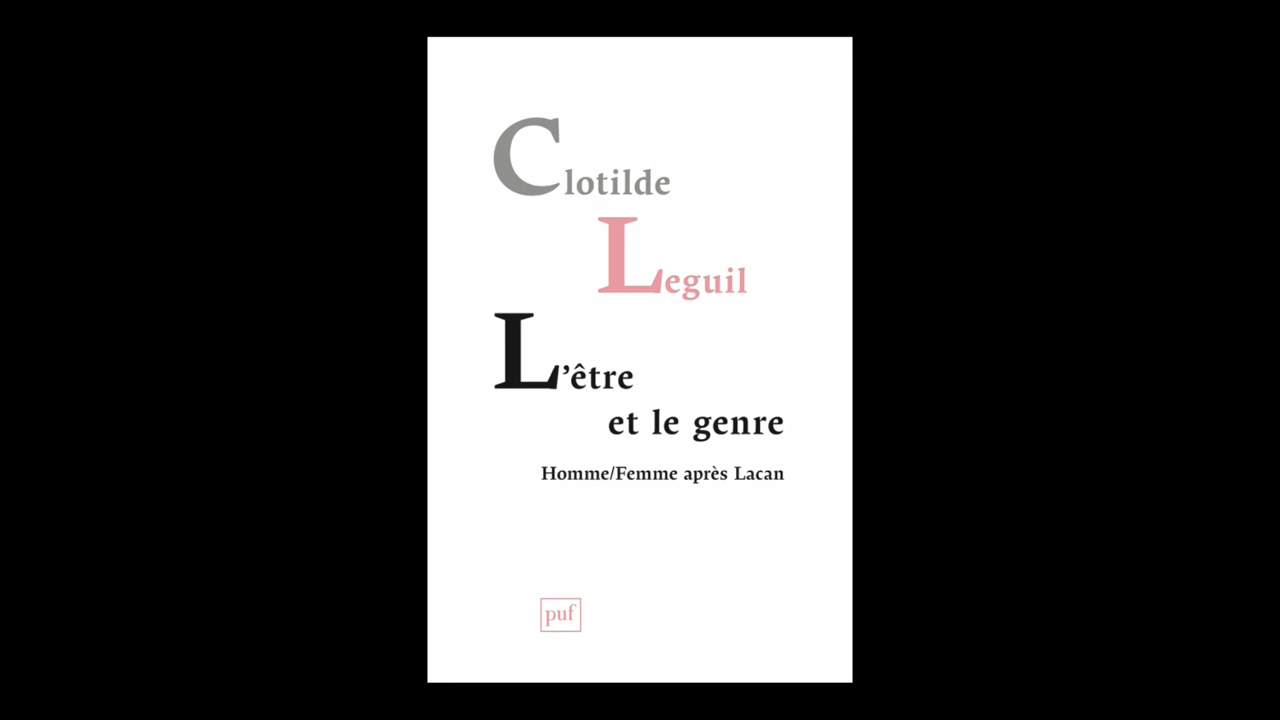 Clotilde
Leguil
L’être
et le genre
Homme/Femme après Lacan
puf